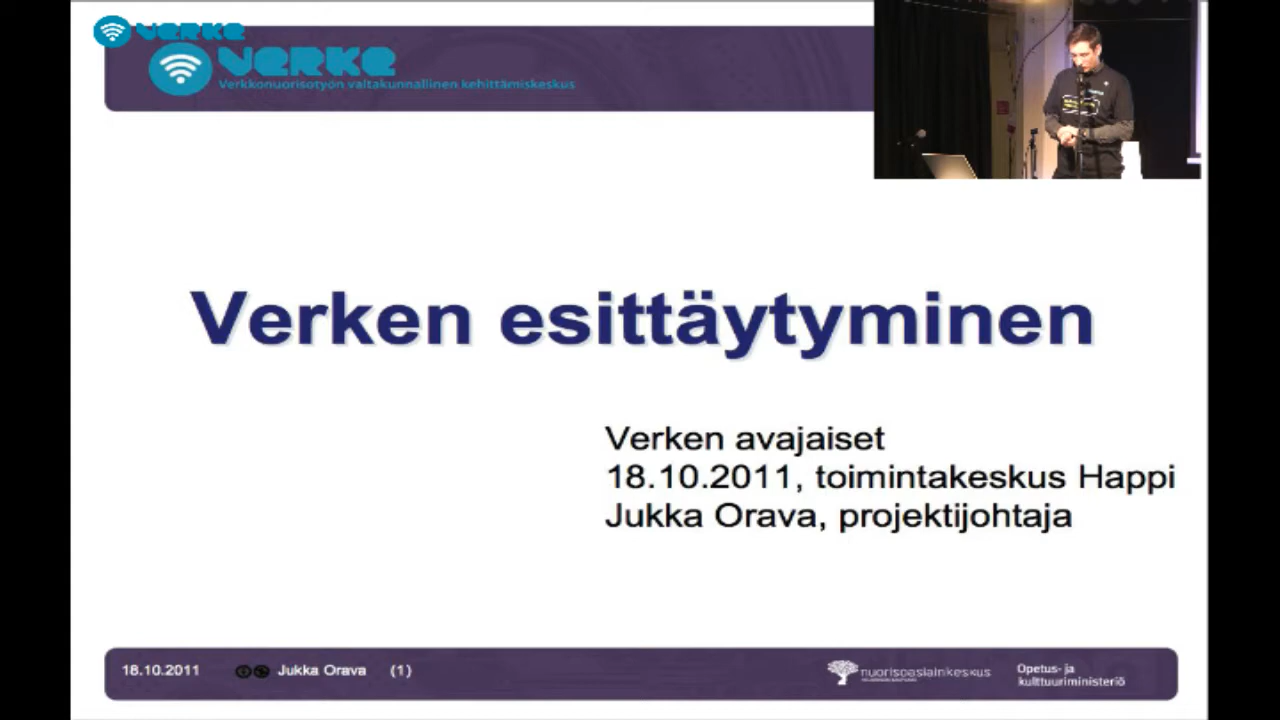 verke
verke
Verkkonuorisotyön valtakunnallinen kehittämiskeskus
Verken esittäytyminen
Verken avajaiset
18.10.2011, toimintakeskus Happi
Jukka Orava, projektijohtaja
18.10.2011 Jukka Orava (1)
nuorisoasiainkeskus
Opetus- ja
kulttuuriministeriö